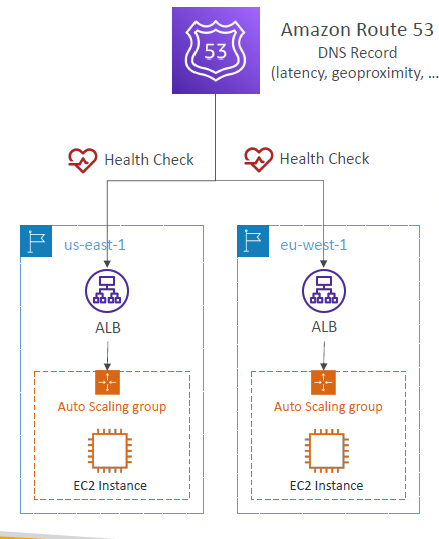 53
Amazon Route 53
DNS Record
(latency, geoproximity, …
Health Check
Health Check
us-east-1
ALB
Auto Scaling group
EC2 Instance
eu-west-1
ALB
Auto Scaling group
EC2 Instance